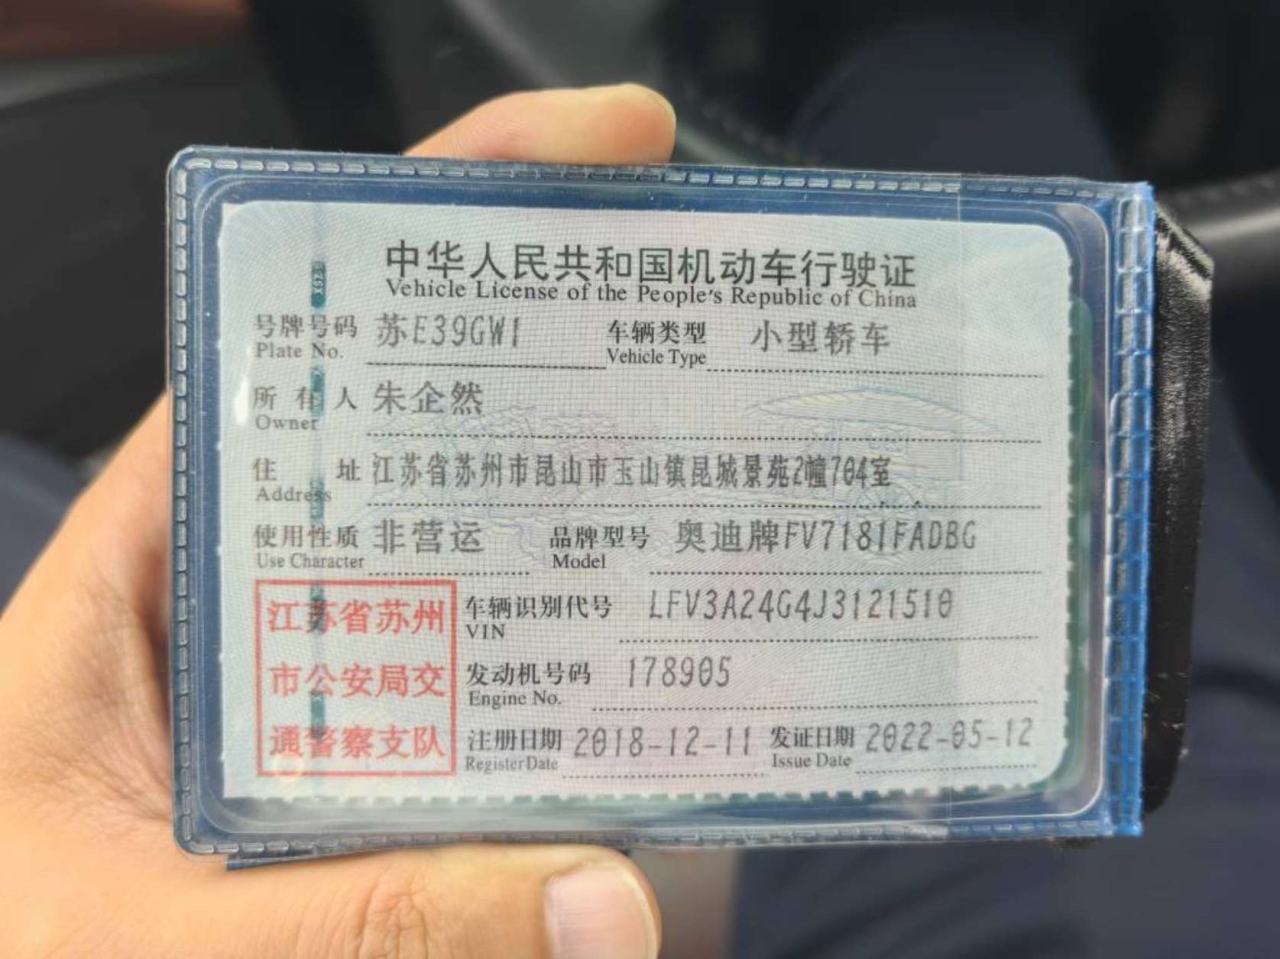 中华人民共和国机动车行驶证
Vehicle License of the People's Republic of China
号牌号码 苏E39GW1 车辆类型 小型轿车
Plate No. Vehicle Type
所有人 朱企然
Owner
住址 江苏省苏州市昆山市玉山镇昆城景苑2幢704室
Address
使用性质 非营运 品牌型号 奥迪牌FV7181FADBG
Use Character Model
江苏省苏州
市公安局交
通警察支队
车辆识别代号 LFV3A24G4J3121510
VIN
发动机号码 178905
Engine No.
注册日期 2018-12-11 发证日期 2022-05-12
Register Date Issue Date